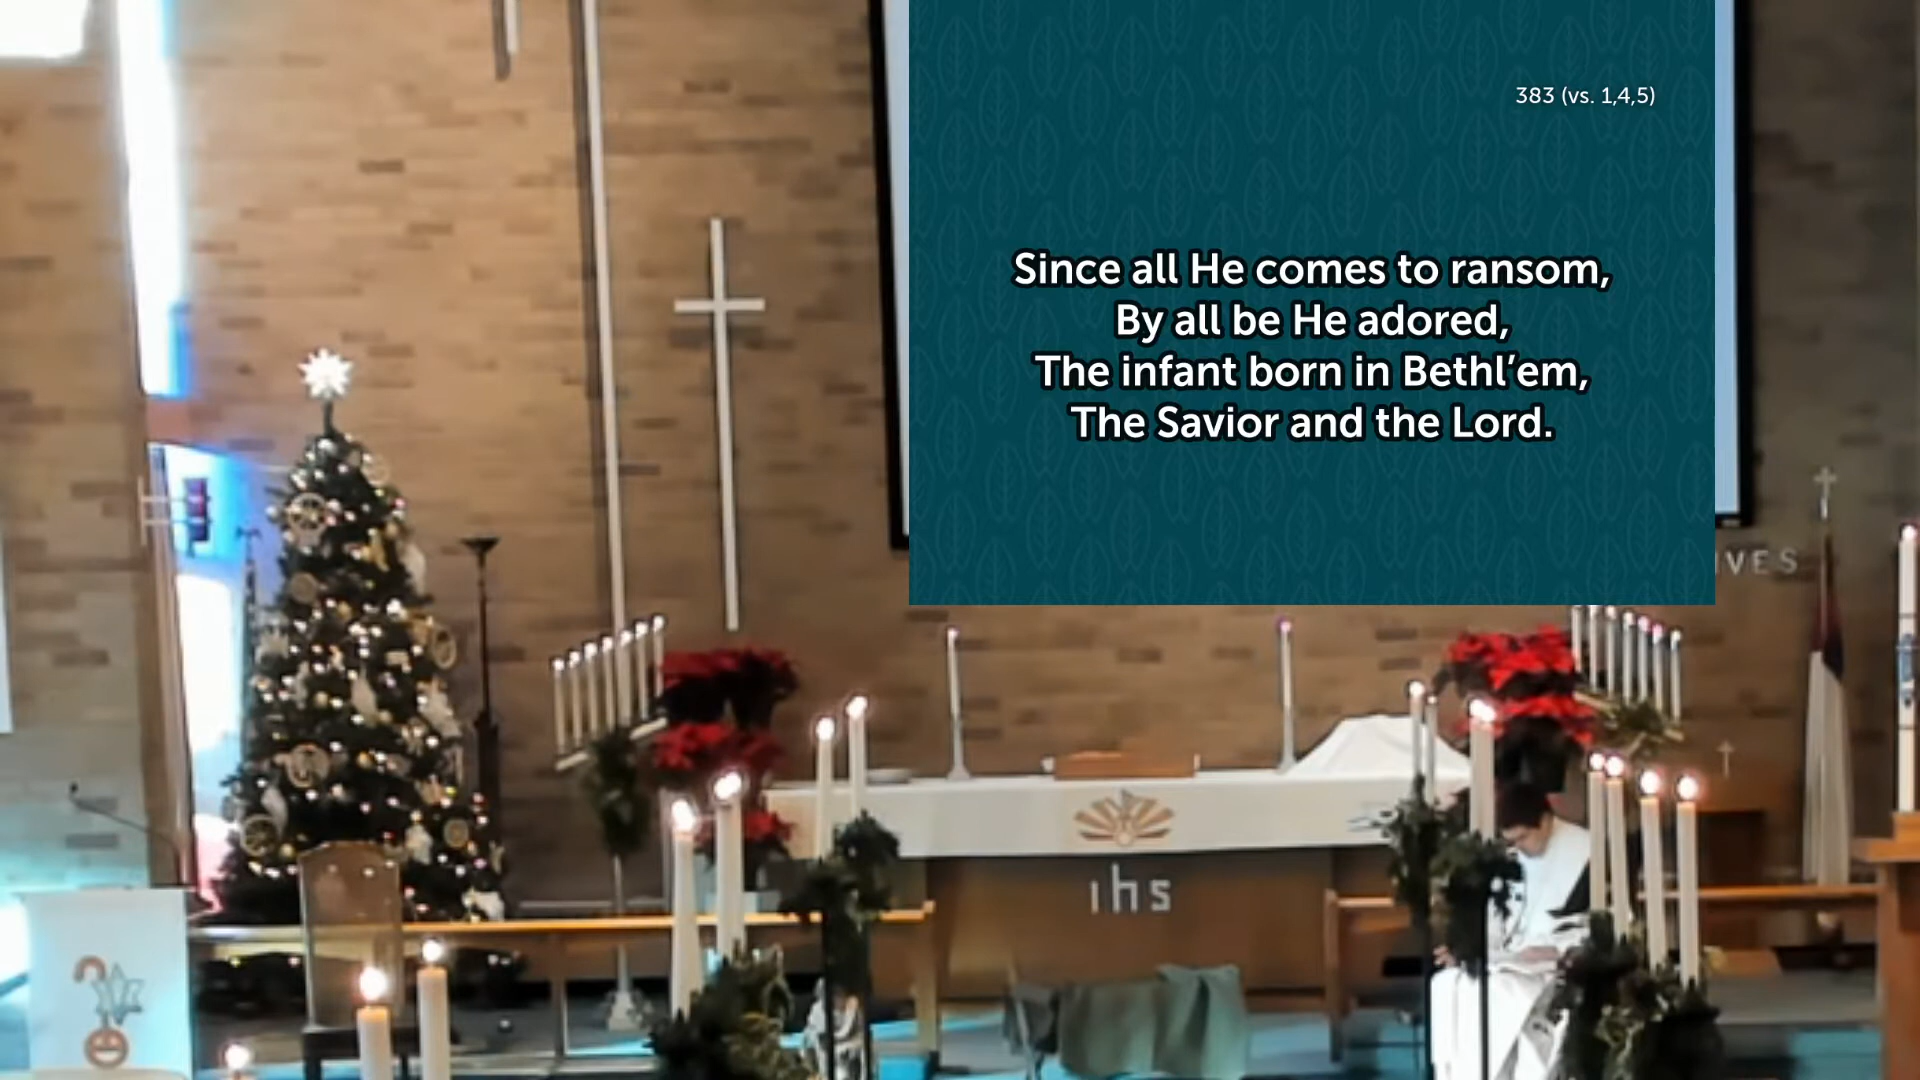 383 (vs. 1,4,5)
Since all He comes to ransom,
By all be He adored,
The infant born in Bethl’em,
The Savior and the Lord.
IVES
ihs